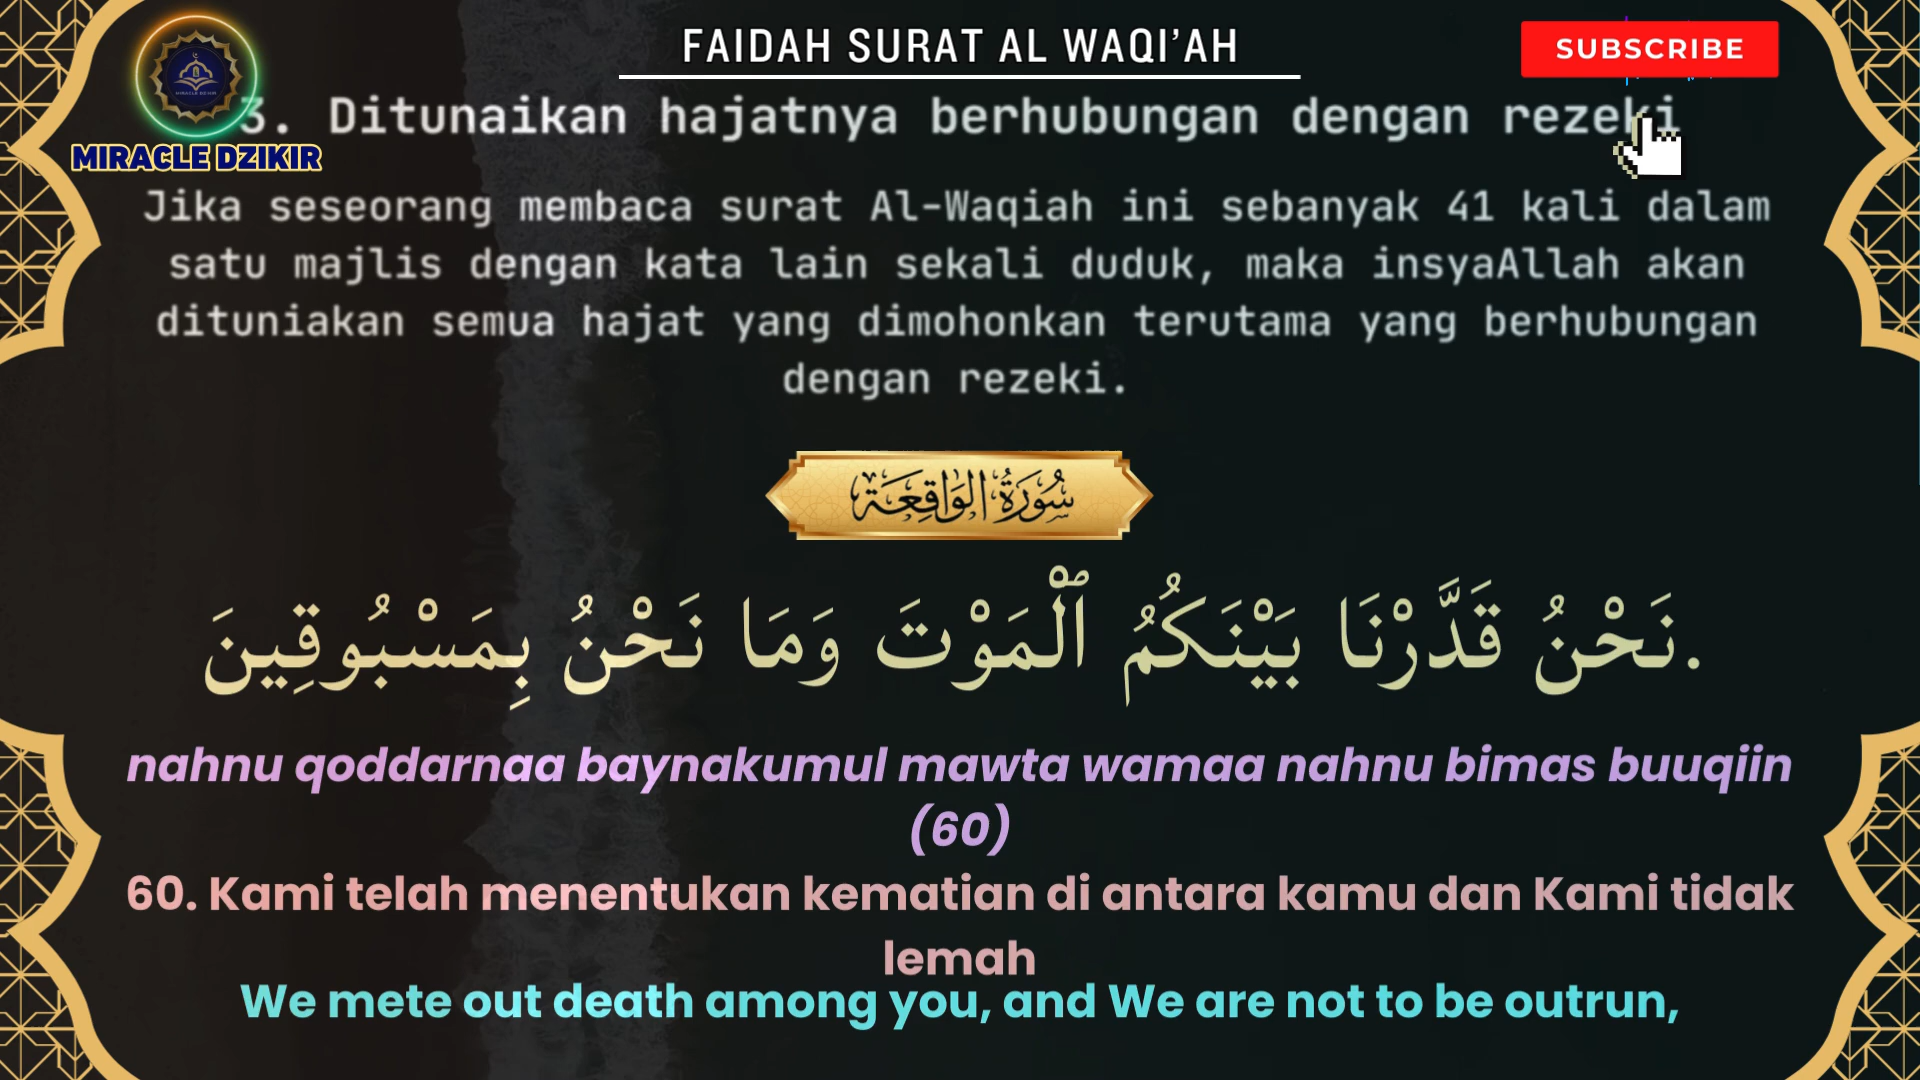 FAIDAH SURAT AL WAQI’AH
SUBSCRIBE
MIRACLE DZIKIR
3. Ditunaikan hajatnya berhubungan dengan rezeki
Jika seseorang membaca surat Al-Waqiah ini sebanyak 41 kali dalam
satu majlis dengan kata lain sekali duduk, maka insyaAllah akan
dituniakan semua hajat yang dimohonkan terutama yang berhubungan
dengan rezeki.
سُورَةُ الوَاقِعَة
نَحْنُ قَدَّرْنَا بَيْنَكُمُ ٱلْمَوْتَ وَمَا نَحْنُ بِمَسْبُوقِينَ.
nahnu qoddarnaa baynakumul mawta wamaa nahnu bimas buuqiin
(60)
60. Kami telah menentukan kematian di antara kamu dan Kami tidak
lemah
We mete out death among you, and We are not to be outrun,